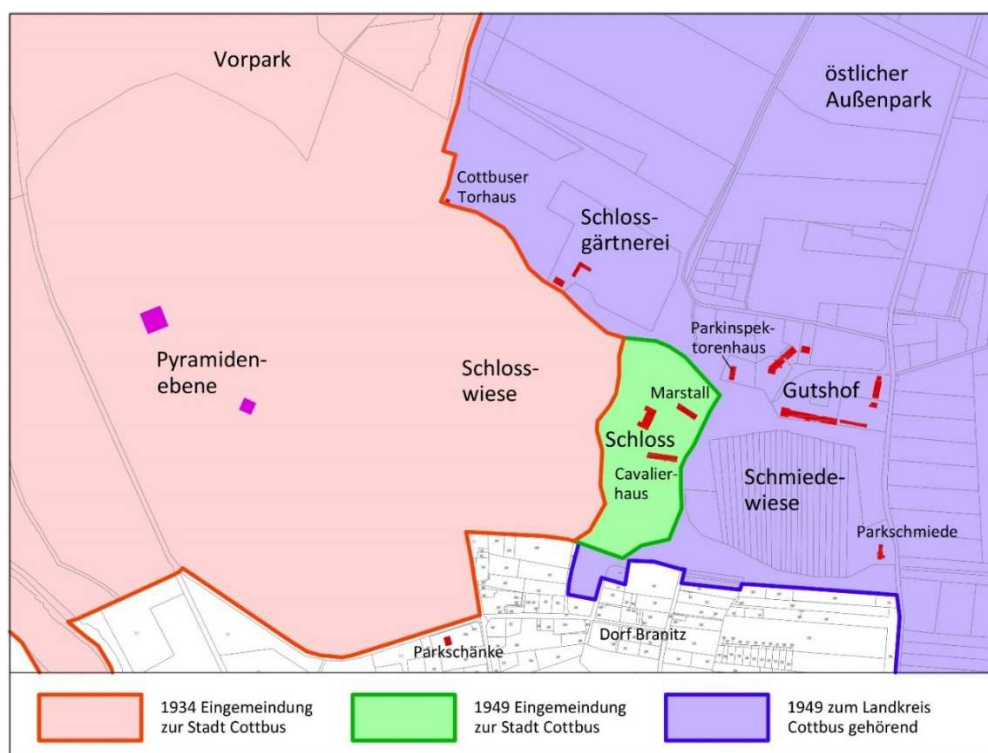 Vorpark
östlicher
Außenpark
Cottbuser
Torhaus
Schloss-
gärtnerei
Parkinspek-
torenhaus
Pyramiden-
ebene
Schloss-
wiese
Marstall
Gutshof
Schloss
Cavalier-
haus
Schmiede-
wiese
Parkschmiede
Dorf Branitz
Parkschänke
1934 Eingemeindung
zur Stadt Cottbus
1949 Eingemeindung
zur Stadt Cottbus
1949 zum Landkreis
Cottbus gehörend